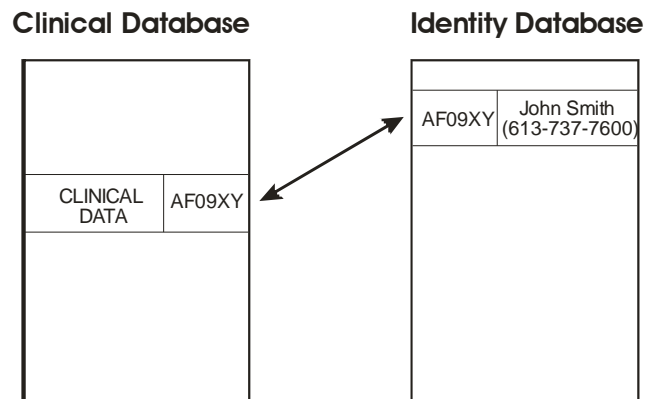 Clinical Database
Identity Database
AF09XY
John Smith
(613-737-7600)
CLINICAL
DATA
AF09XY